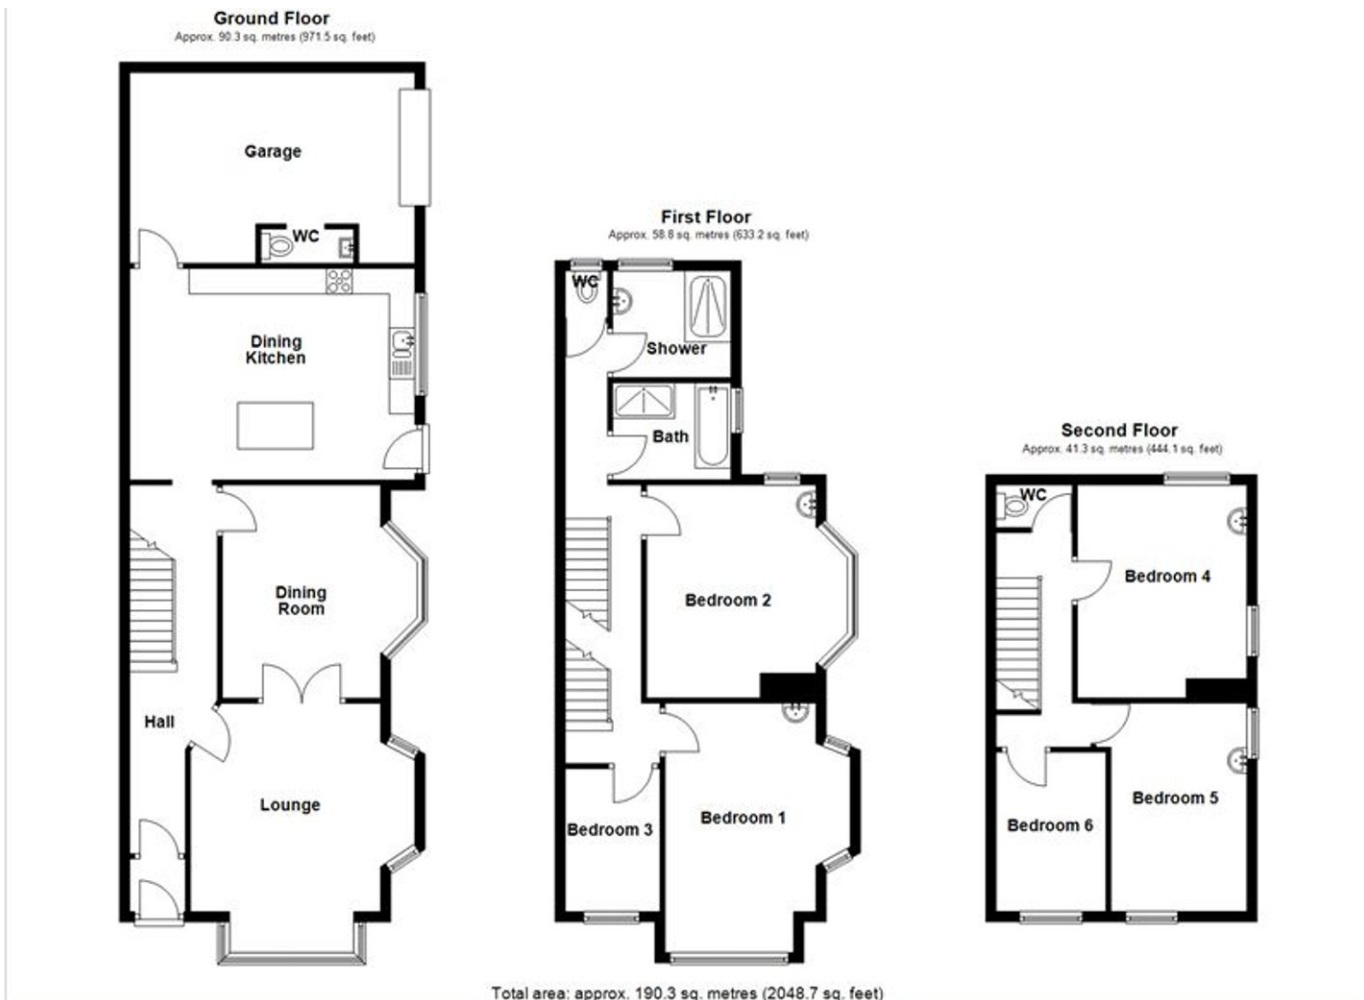 Ground Floor
Approx. 90.3 sq. metres (971.5 sq. feet)
Garage
WC
Dining
Kitchen
Dining
Room
Hall
Lounge
First Floor
Approx. 58.8 sq. metres (633.2 sq. feet)
WC
Shower
Bath
Bedroom 2
Bedroom 3
Bedroom 1
Second Floor
Approx. 41.3 sq. metres (444.1 sq. feet)
WC
Bedroom 4
Bedroom 5
Bedroom 6
Total area: approx. 190.3 sq. metres (2048.7 sq. feet)